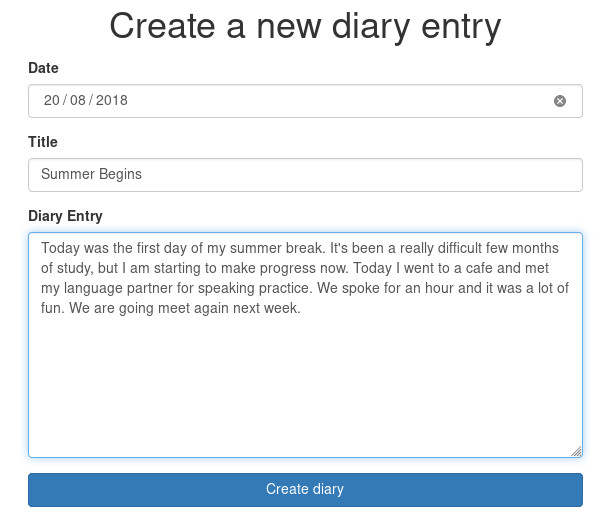 Create a new diary entry
Date
20 / 08 / 2018
Title
Summer Begins
Diary Entry
Today was the first day of my summer break. It's been a really difficult few months
of study, but I am starting to make progress now. Today I went to a cafe and met
my language partner for speaking practice. We spoke for an hour and it was a lot of
fun. We are going meet again next week.
Create diary